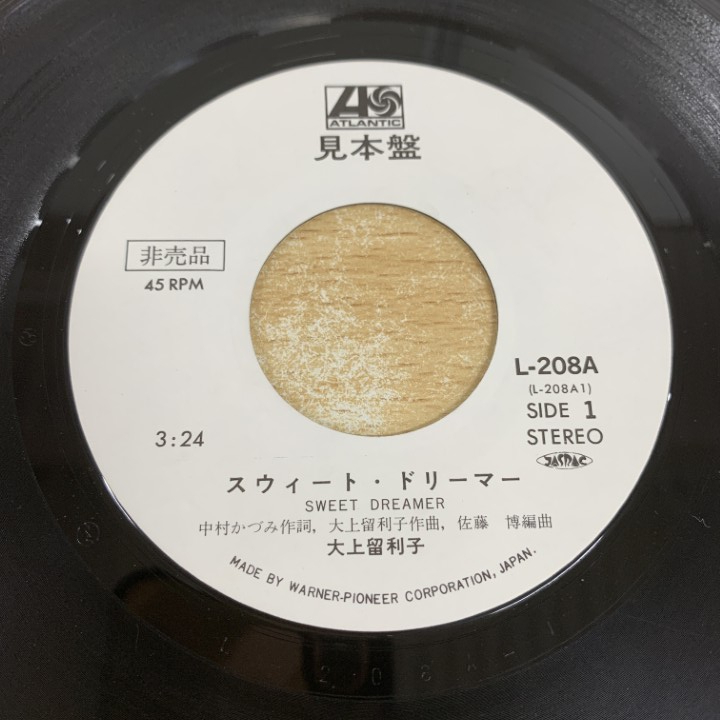 ATLANTIC
見本盤
非売品
45 RPM
L-208A
(L-208A1)
SIDE 1
3:24
STEREO
JASRAC
スウィート・ドリーマー
SWEET DREAMER
中村かづみ作詞, 大上留利子作曲, 佐藤 博編曲
大上留利子
MADE BY WARNER-PIONEER CORPORATION, JAPAN.